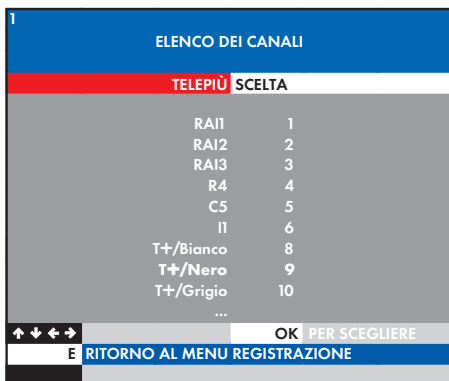 1
ELENCO DEI CANALI
TELEPIÙ SCELTA
RAI1 1
RAI2 2
RAI3 3
R4 4
C5 5
I1 6
T+/Bianco 8
T+/Nero 9
T+/Grigio 10
...
↑ ↓ ← → OK PER SCEGLIERE
E RITORNO AL MENU REGISTRAZIONE